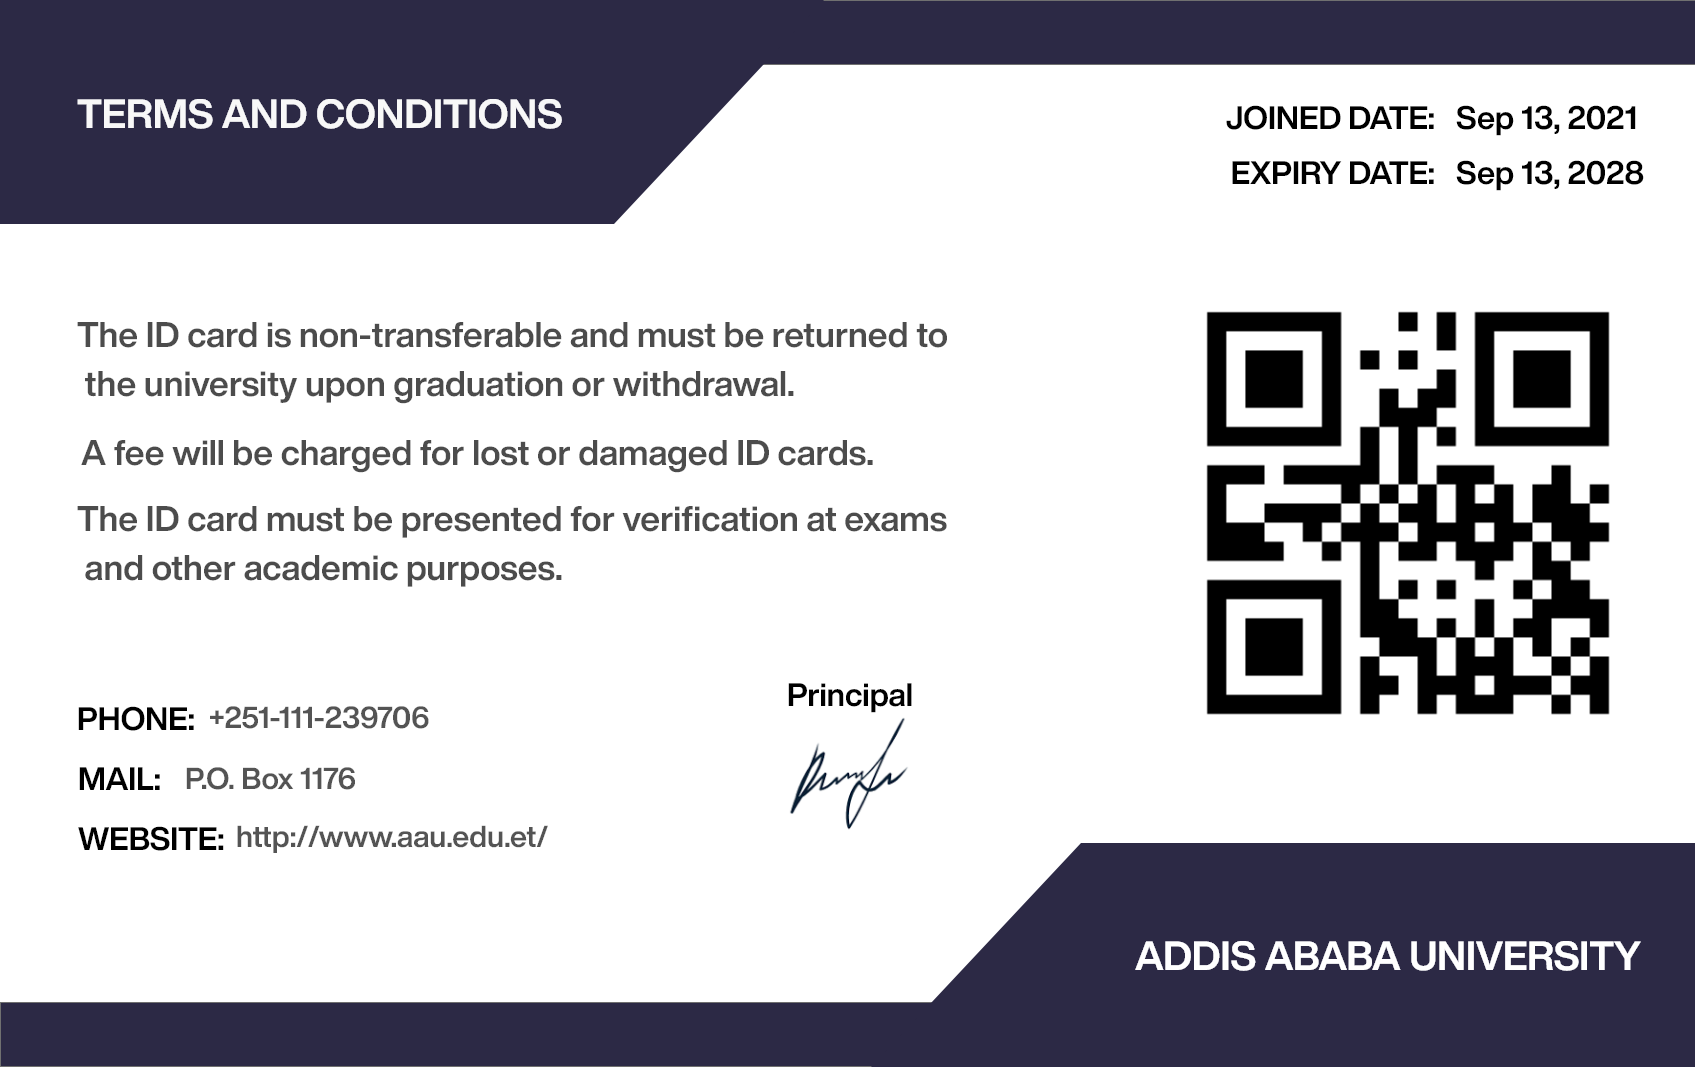 TERMS AND CONDITIONS
JOINED DATE: Sep 13, 2021
EXPIRY DATE: Sep 13, 2028
The ID card is non-transferable and must be returned to
the university upon graduation or withdrawal.
A fee will be charged for lost or damaged ID cards.
The ID card must be presented for verification at exams
and other academic purposes.
PHONE: +251-111-239706
MAIL: P.O. Box 1176
WEBSITE: http://www.aau.edu.et/
Principal
ADDIS ABABA UNIVERSITY